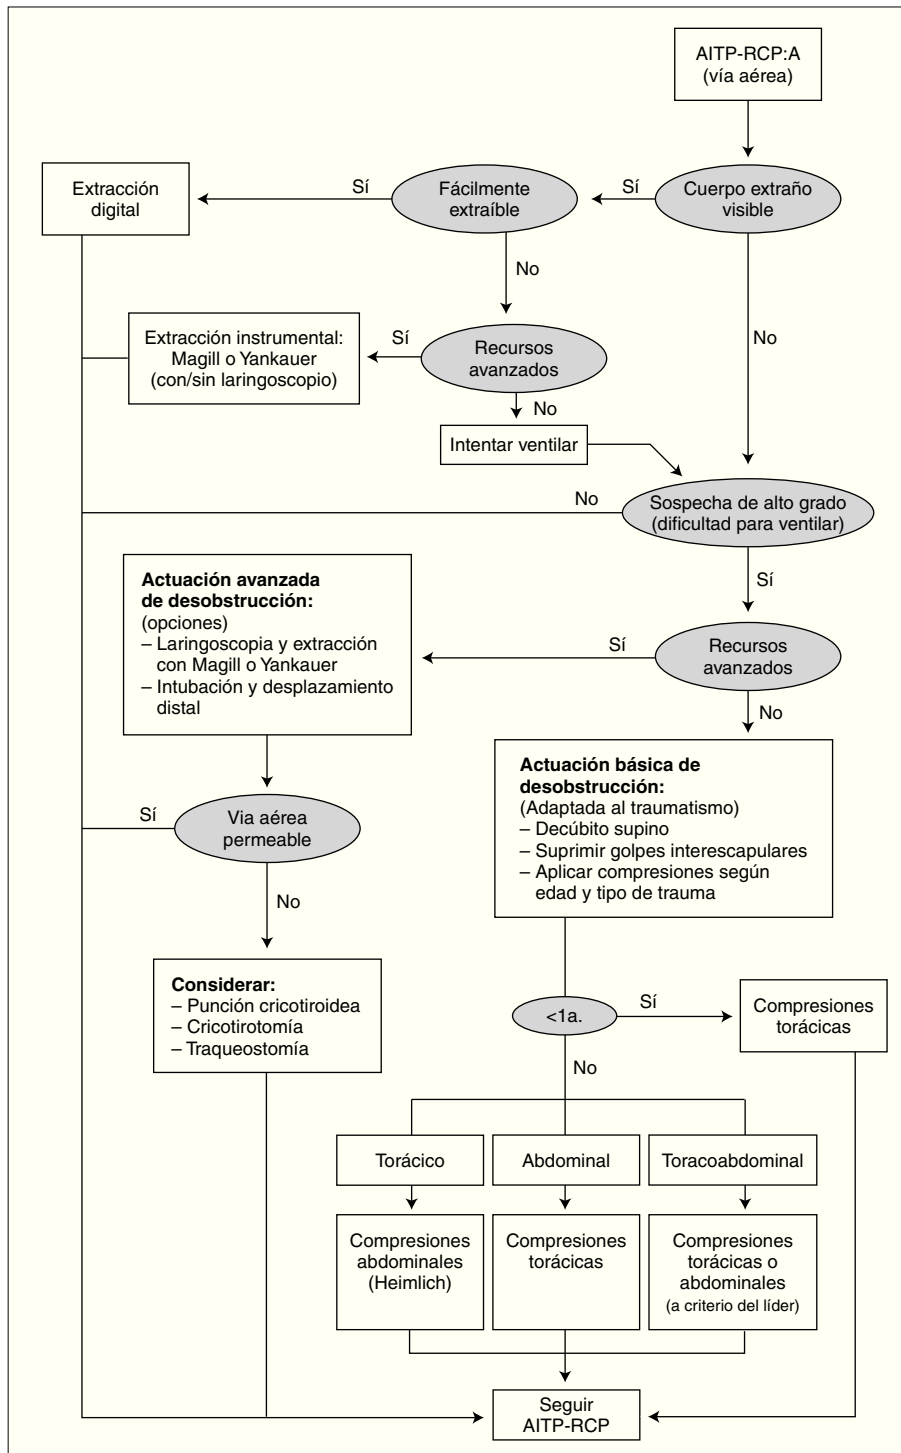 AITP-RCP:A
(vía aérea)
Cuerpo extraño
visible
Sí
Fácilmente
extraíble
Sí
Extracción
digital
No
No
Recursos
avanzados
Sí
Extracción instrumental:
Magill o Yankauer
(con/sin laringoscopio)
No
Intentar ventilar
Sospecha de alto grado
(dificultad para ventilar)
No
Sí
Recursos
avanzados
Sí
Actuación avanzada
de desobstrucción:
(opciones)
– Laringoscopia y extracción
con Magill o Yankauer
– Intubación y desplazamiento
distal
No
Actuación básica de
desobstrucción:
(Adaptada al traumatismo)
– Decúbito supino
– Suprimir golpes interescapulares
– Aplicar compresiones según
edad y tipo de trauma
Via aérea
permeable
Sí
No
Considerar:
– Punción cricotiroidea
– Cricotirotomía
– Traqueostomía
<1a.
Sí
Compresiones
torácicas
No
Torácico
Abdominal
Toracoabdominal
Compresiones
abdominales
(Heimlich)
Compresiones
torácicas
Compresiones
torácicas o
abdominales
(a criterio del líder)
Seguir
AITP-RCP